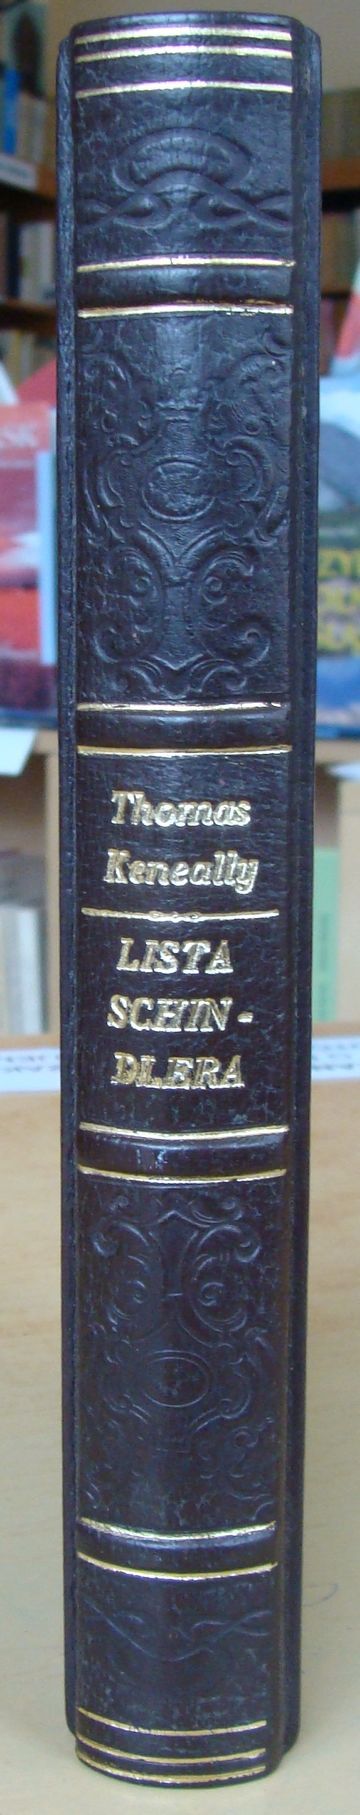 Thomas
Keneally
LISTA
SCHIN-
DLERA